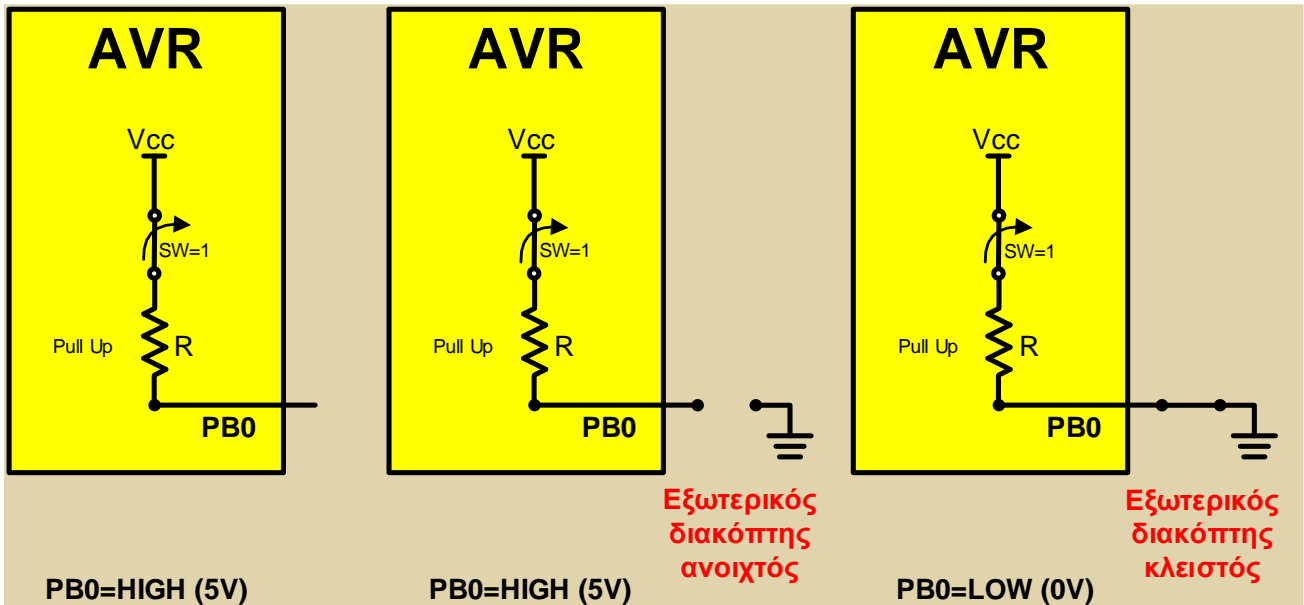 AVR
Vcc
SW=1
Pull Up
R
PB0
PB0=HIGH (5V)
AVR
Vcc
SW=1
Pull Up
R
PB0
Εξωτερικός
διακόπτης
ανοιχτός
PB0=HIGH (5V)
AVR
Vcc
SW=1
Pull Up
R
PB0
Εξωτερικός
διακόπτης
κλειστός
PB0=LOW (0V)